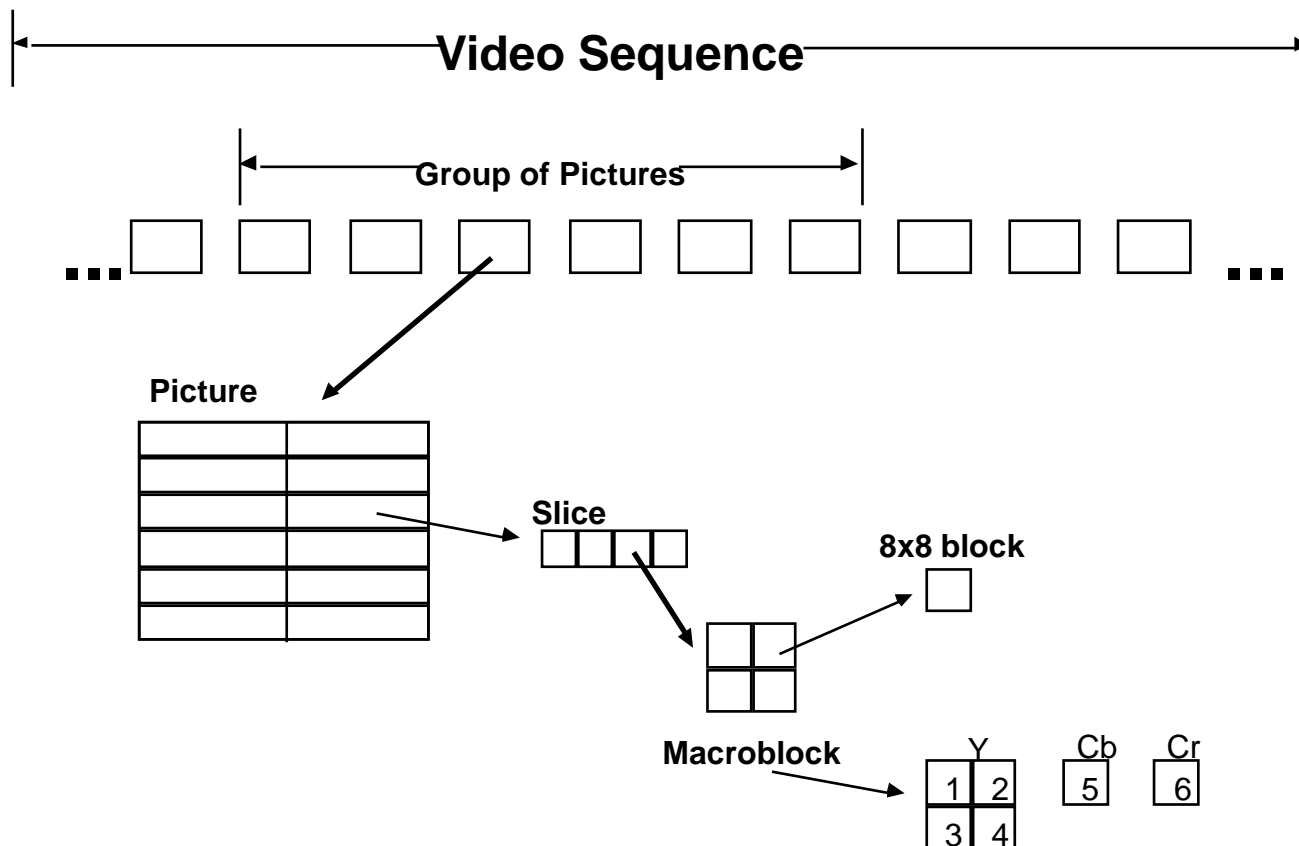 Video Sequence
Group of Pictures
Picture
Slice
8x8 block
Macroblock
Y Cb Cr
1 2 5 6
3 4